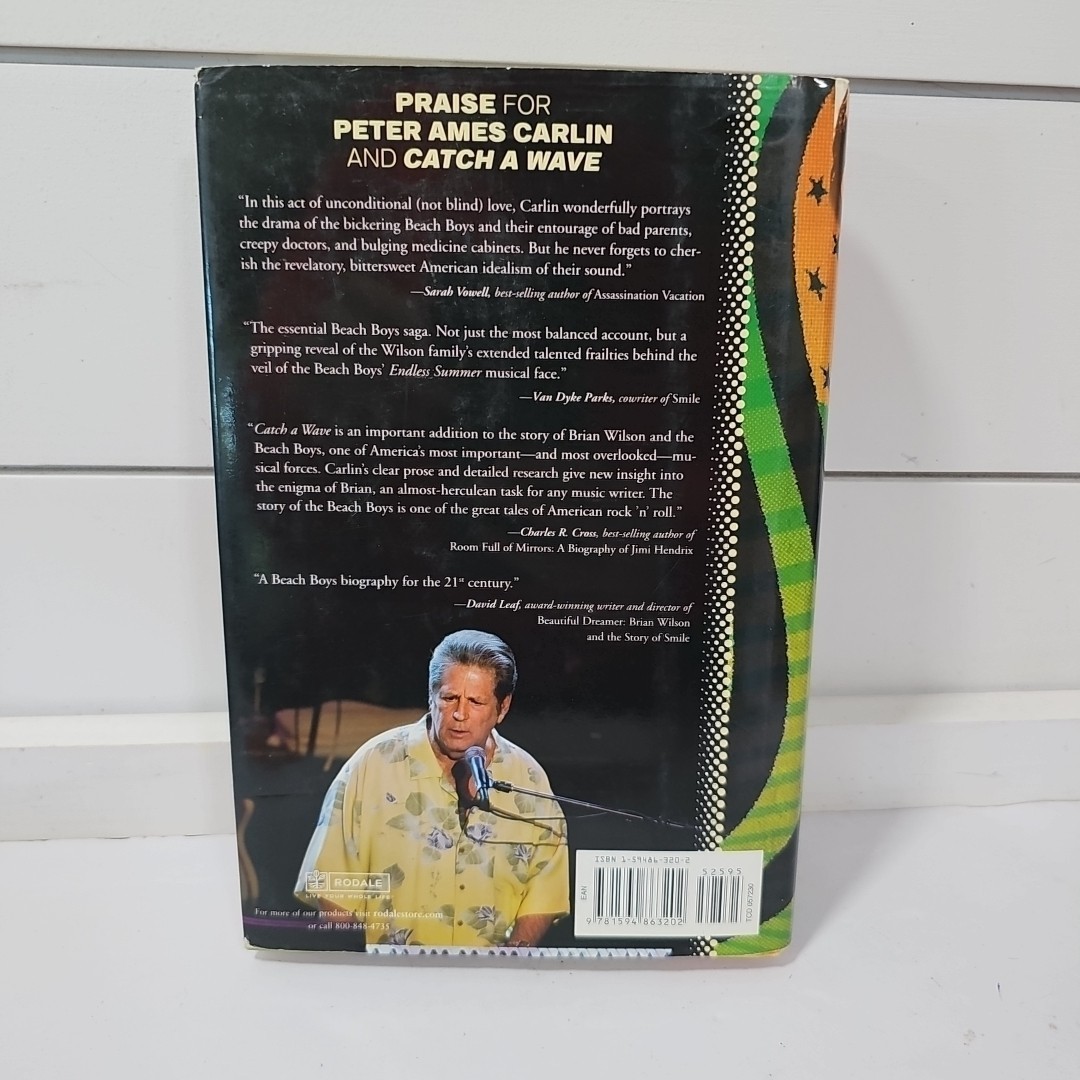 PRAISE FOR
PETER AMES CARLIN
AND CATCH A WAVE
“In this act of unconditional (not blind) love, Carlin wonderfully portrays
the drama of the bickering Beach Boys and their entourage of bad parents,
creepy doctors, and bulging medicine cabinets. But he never forgets to cher-
ish the revelatory, bittersweet American idealism of their sound.”
—Sarah Vowell, best-selling author of Assassination Vacation
“The essential Beach Boys saga. Not just the most balanced account, but a
gripping reveal of the Wilson family’s extended talented frailties behind the
veil of the Beach Boys’ Endless Summer musical face.”
—Van Dyke Parks, cowriter of Smile
“Catch a Wave is an important addition to the story of Brian Wilson and the
Beach Boys, one of America’s most important—and most overlooked—mu-
sical forces. Carlin’s clear prose and detailed research give new insight into
the enigma of Brian, an almost-herculean task for any music writer. The
story of the Beach Boys is one of the great tales of American rock ’n’ roll.”
—Charles R. Cross, best-selling author of
Room Full of Mirrors: A Biography of Jimi Hendrix
“A Beach Boys biography for the 21st century.”
—David Leaf, award-winning writer and director of
Beautiful Dreamer: Brian Wilson
and the Story of Smile
RODALE
LIVE YOUR WHOLE LIFE
For more of our products visit rodalestore.com
or call 800-848-4735
ISBN 1-59486-320-2
52595
EAN
9 781594 863202
TOD 057230